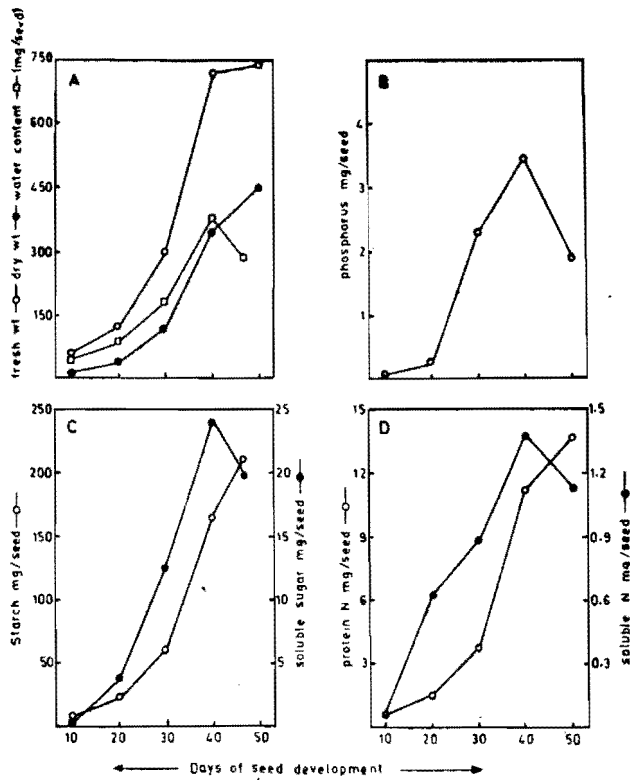 fresh wt —○— dry wt —●— water content —□— (mg/seed)
A
750
600
450
300
150
B
phosphorus mg/seed
4
3
2
1
C
Starch mg/seed —○—
250
200
150
100
50
25
20
15
10
5
soluble sugar mg/seed —●—
10 20 30 40 50
D
protein N mg/seed —○—
15
12
9
6
3
1.5
1.2
0.9
0.6
0.3
soluble N mg/seed —●—
10 20 30 40 50
Days of seed development